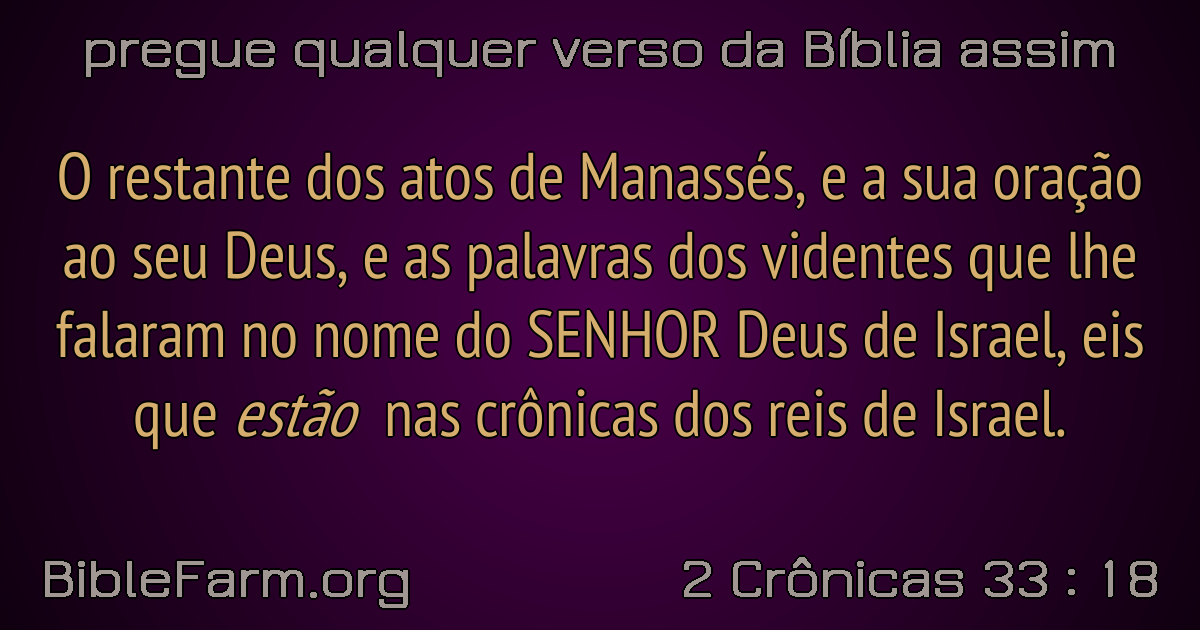 pregue qualquer verso da Bíblia assim
O restante dos atos de Manassés, e a sua oração
ao seu Deus, e as palavras dos videntes que lhe
falaram no nome do SENHOR Deus de Israel, eis
que estão nas crônicas dos reis de Israel.
BibleFarm.org
2 Crônicas 33 : 18